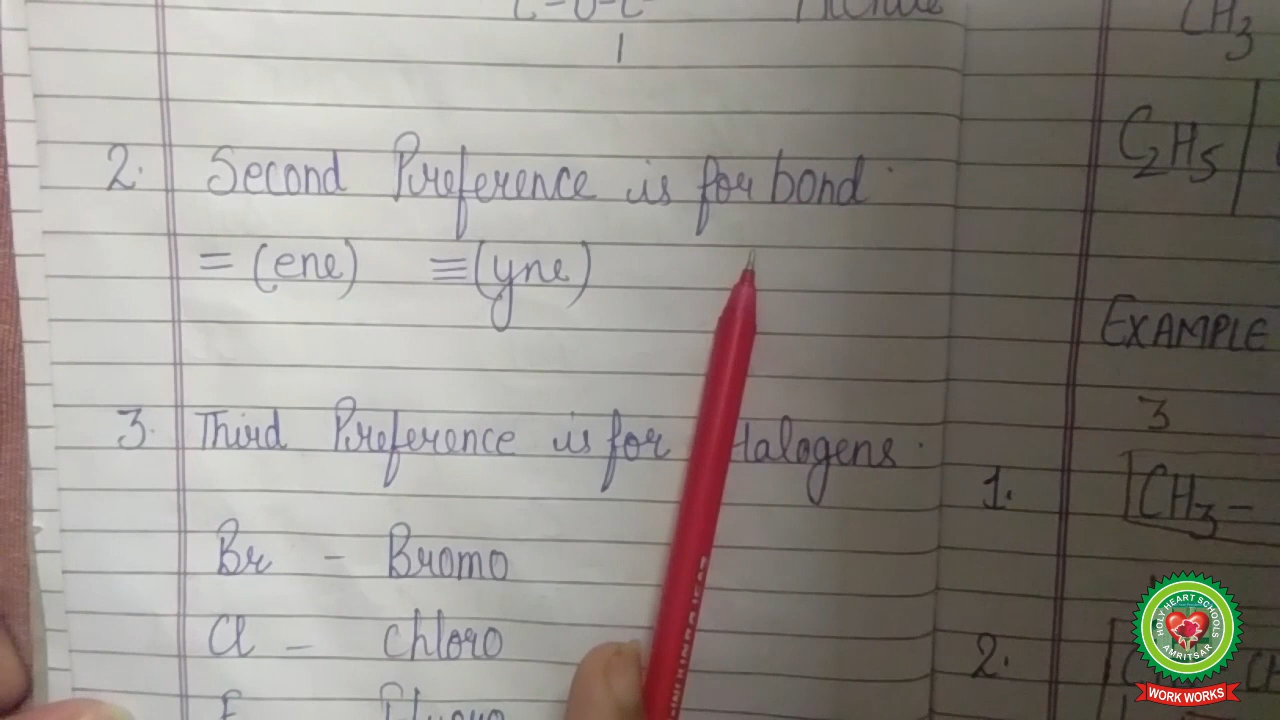 CH3
C2H5
2. Second Preference is for bond.
= (ene) ≡ (yne)
3. Third Preference is for Halogens.
Br - Bromo
Cl - Chloro
EXAMPLE
3
1. CH3 -
2.
HOLY HEART SCHOOLS
AMRITSAR
WORK WORKS